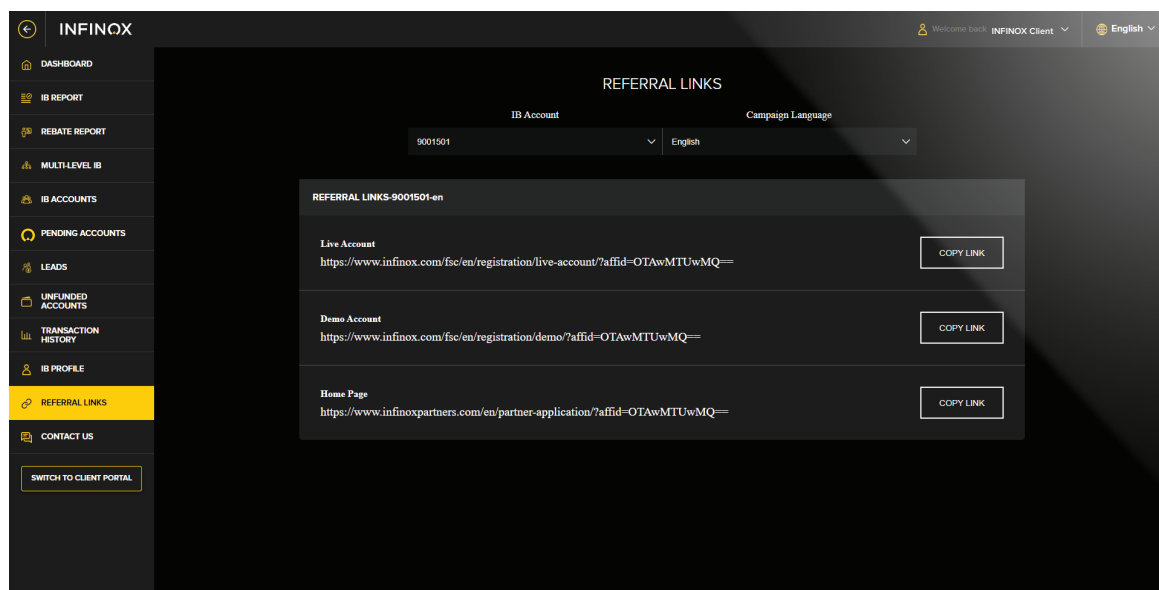 INFINOX
Welcome back INFINOX Client
English
DASHBOARD
IB REPORT
REBATE REPORT
MULTI-LEVEL IB
IB ACCOUNTS
PENDING ACCOUNTS
LEADS
UNFUNDED
ACCOUNTS
TRANSACTION
HISTORY
IB PROFILE
REFERRAL LINKS
CONTACT US
SWITCH TO CLIENT PORTAL
REFERRAL LINKS
IB Account
Campaign Language
9001501
English
REFERRAL LINKS-9001501-en
Live Account
https://www.infinox.com/fsc/en/registration/live-account/?affid=OTAwMTUwMQ==
COPY LINK
Demo Account
https://www.infinox.com/fsc/en/registration/demo/?affid=OTAwMTUwMQ==
COPY LINK
Home Page
https://www.infinoxpartners.com/en/partner-application/?affid=OTAwMTUwMQ==
COPY LINK